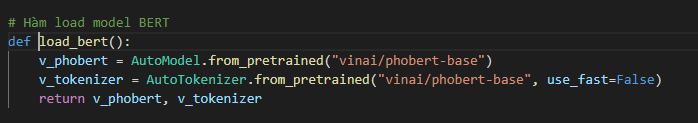 # Hàm load model BERT
def load_bert():
    v_phobert = AutoModel.from_pretrained("vinai/phobert-base")
    v_tokenizer = AutoTokenizer.from_pretrained("vinai/phobert-base", use_fast=False)
    return v_phobert, v_tokenizer